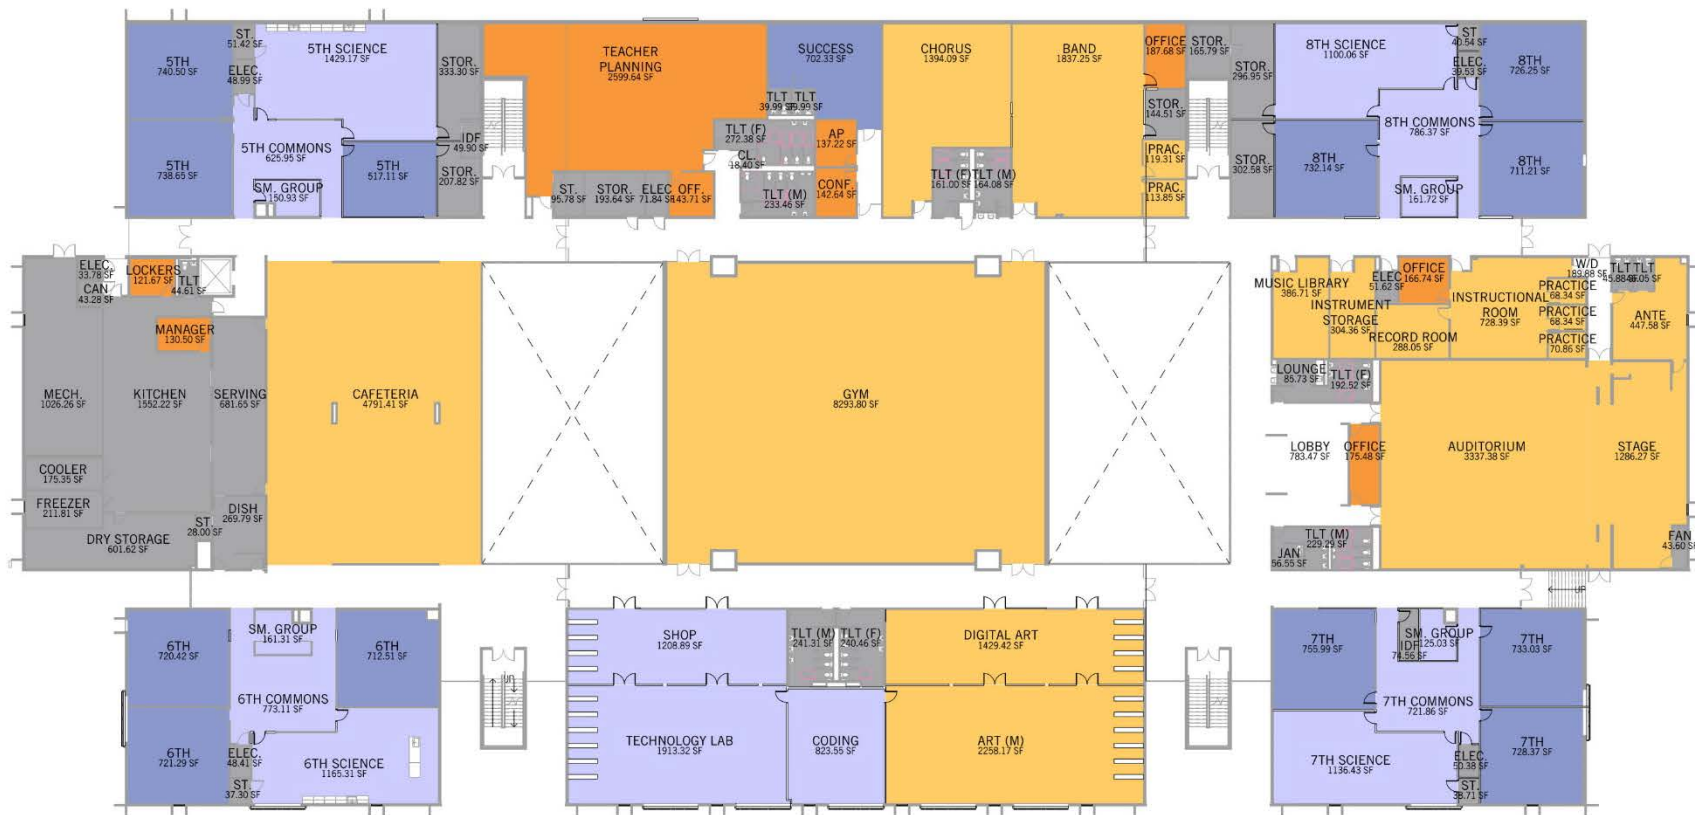 5TH
740.50 SF
ST.
51.42 SF
ELEC.
48.99 SF
5TH SCIENCE
1429.17 SF
STOR.
333.30 SF
TEACHER
PLANNING
2599.64 SF
SUCCESS
702.33 SF
TLT
39.99 SF
TLT
39.99 SF
CHORUS
1394.09 SF
BAND
1837.25 SF
OFFICE
187.68 SF
STOR.
165.79 SF
STOR.
296.95 SF
8TH SCIENCE
1100.06 SF
ST
40.54 SF
ELEC.
39.53 SF
8TH
726.25 SF
5TH
738.65 SF
5TH COMMONS
625.95 SF
SM. GROUP
150.93 SF
5TH
517.11 SF
IDF
49.90 SF
STOR.
207.82 SF
ST.
95.78 SF
STOR.
193.64 SF
ELEC
71.84 SF
OFF.
143.71 SF
TLT (F)
272.38 SF
CL.
18.40 SF
TLT (M)
233.46 SF
AP
137.22 SF
CONF.
142.64 SF
TLT (F)
161.00 SF
TLT (M)
164.08 SF
STOR.
144.51 SF
PRAC.
119.31 SF
PRAC.
113.85 SF
STOR.
302.58 SF
8TH
732.14 SF
8TH COMMONS
786.37 SF
SM. GROUP
161.72 SF
8TH
711.21 SF
ELEC.
33.78 SF
CAN
43.28 SF
LOCKERS
121.67 SF
TLT
44.61 SF
MANAGER
130.50 SF
MECH.
1026.26 SF
KITCHEN
1552.22 SF
SERVING
681.65 SF
COOLER
175.35 SF
FREEZER
211.81 SF
DRY STORAGE
601.62 SF
ST.
28.00 SF
DISH
269.79 SF
CAFETERIA
4791.41 SF
GYM
8293.80 SF
MUSIC LIBRARY
386.71 SF
INSTRUMENT
STORAGE
304.36 SF
ELEC
51.62 SF
OFFICE
166.74 SF
RECORD ROOM
288.05 SF
INSTRUCTIONAL
ROOM
728.39 SF
W/D
189.88 SF
PRACTICE
68.34 SF
PRACTICE
68.34 SF
PRACTICE
70.86 SF
TLT
45.88 SF
TLT
ANTE
447.58 SF
LOUNGE
85.73 SF
TLT (F)
192.52 SF
LOBBY
783.47 SF
OFFICE
175.48 SF
AUDITORIUM
3337.38 SF
STAGE
1286.27 SF
JAN
56.55 SF
TLT (M)
229.29 SF
FAN
43.60 SF
UP
6TH
720.42 SF
SM. GROUP
161.31 SF
6TH
712.51 SF
6TH COMMONS
773.11 SF
6TH
721.29 SF
ELEC.
48.41 SF
ST.
37.30 SF
6TH SCIENCE
1165.31 SF
UP
SHOP
1208.89 SF
TLT (M)
241.31 SF
TLT (F)
240.46 SF
DIGITAL ART
1429.42 SF
TECHNOLOGY LAB
1913.32 SF
CODING
823.55 SF
ART (M)
2258.17 SF
7TH
755.99 SF
IDF
74.56 SF
SM. GROUP
125.03 SF
7TH
733.03 SF
7TH COMMONS
721.86 SF
7TH SCIENCE
1136.43 SF
ELEC.
50.38 SF
ST.
38.71 SF
7TH
728.37 SF